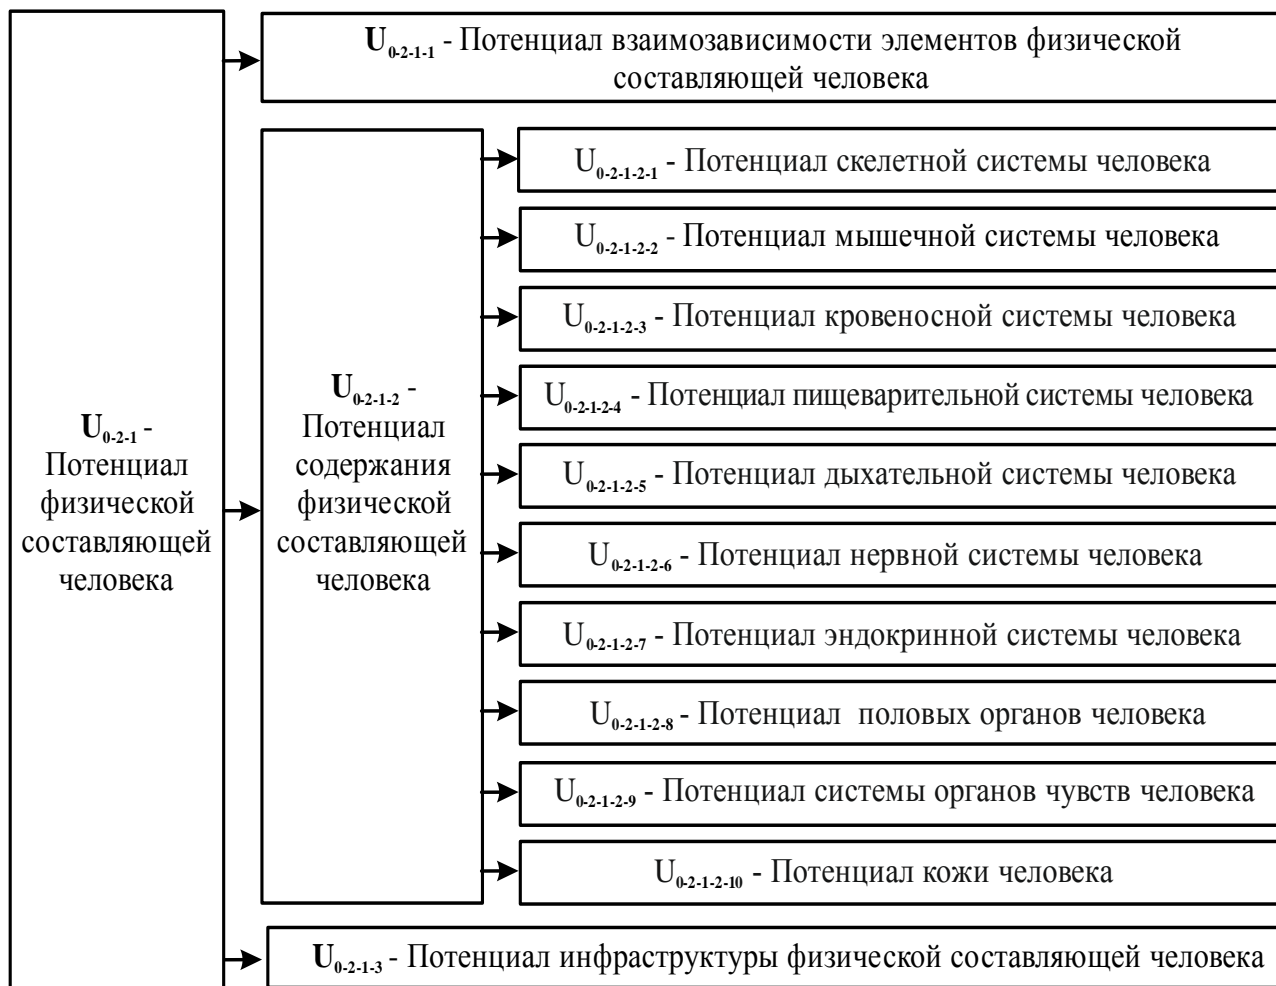 U0-2-1-1 - Потенциал взаимозависимости элементов физической
составляющей человека
U0-2-1 -
Потенциал
физической
составляющей
человека
U0-2-1-2 -
Потенциал
содержания
физической
составляющей
человека
U0-2-1-2-1 - Потенциал скелетной системы человека
U0-2-1-2-2 - Потенциал мышечной системы человека
U0-2-1-2-3 - Потенциал кровеносной системы человека
U0-2-1-2-4 - Потенциал пищеварительной системы человека
U0-2-1-2-5 - Потенциал дыхательной системы человека
U0-2-1-2-6 - Потенциал нервной системы человека
U0-2-1-2-7 - Потенциал эндокринной системы человека
U0-2-1-2-8 - Потенциал половых органов человека
U0-2-1-2-9 - Потенциал системы органов чувств человека
U0-2-1-2-10 - Потенциал кожи человека
U0-2-1-3 - Потенциал инфраструктуры физической составляющей человека